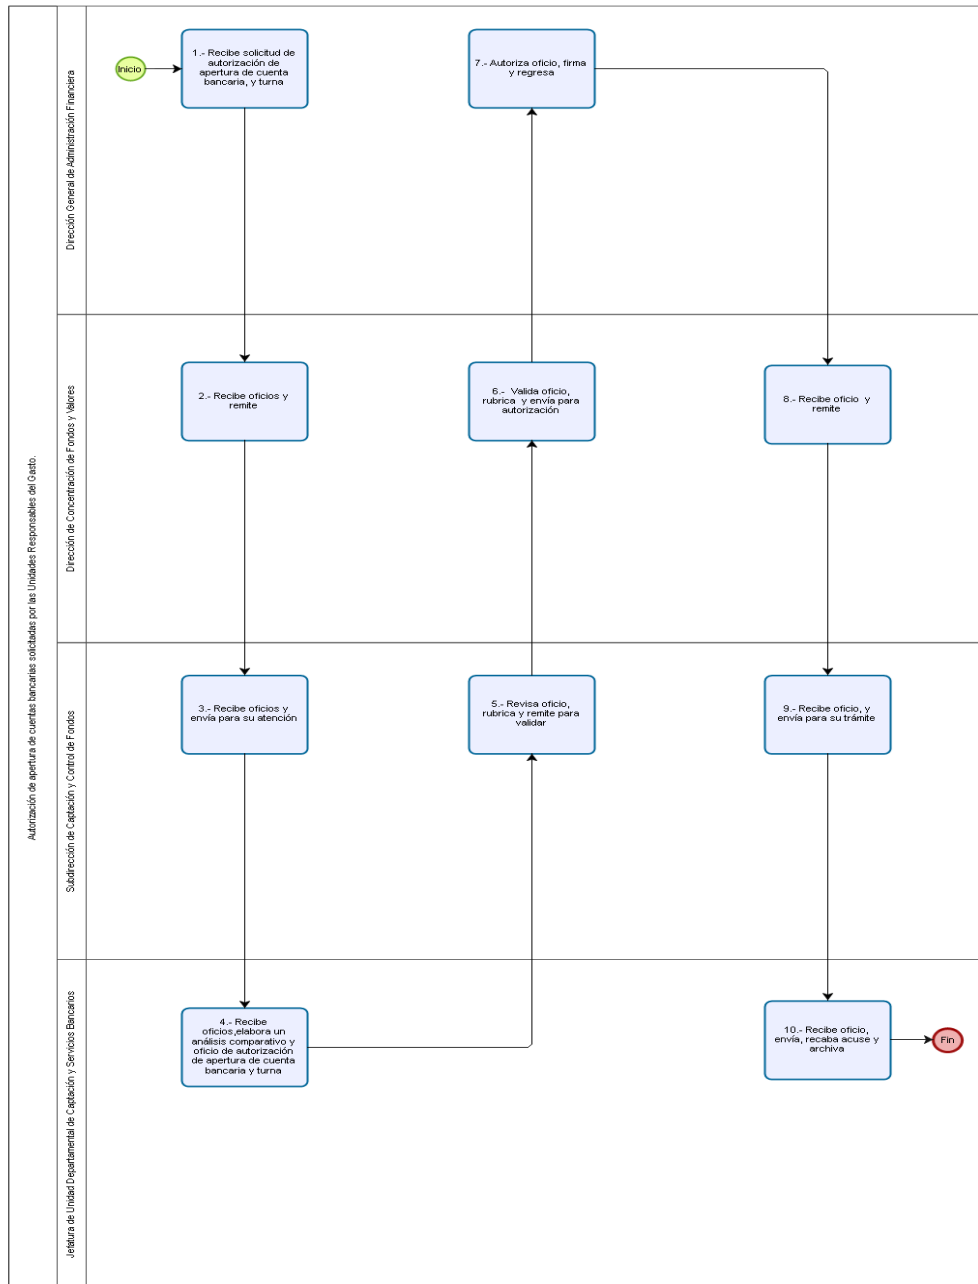 Autorización de apertura de cuentas bancarias solicitadas por las Unidades Responsables del Gasto.
Dirección General de Administración Financiera
Inicio
1.- Recibe solicitud de
autorización de
apertura de cuenta
bancaria, y turna
7.- Autoriza oficio, firma
y regresa
Dirección de Concentración de Fondos y Valores
2.- Recibe oficios y
remite
6.- Valida oficio,
rubrica y envía para
autorización
8.- Recibe oficio y
remite
Subdirección de Captación y Control de Fondos
3.- Recibe oficios y
envía para su atención
5.- Revisa oficio,
rubrica y remite para
validar
9.- Recibe oficio, y
envía para su trámite
Jefatura de Unidad Departamental de Captación y Servicios Bancarios
4.- Recibe
oficios,elabora un
análisis comparativo y
oficio de autorización
de apertura de cuenta
bancaria y turna
10.- Recibe oficio,
envía, recaba acuse y
archiva
Fin